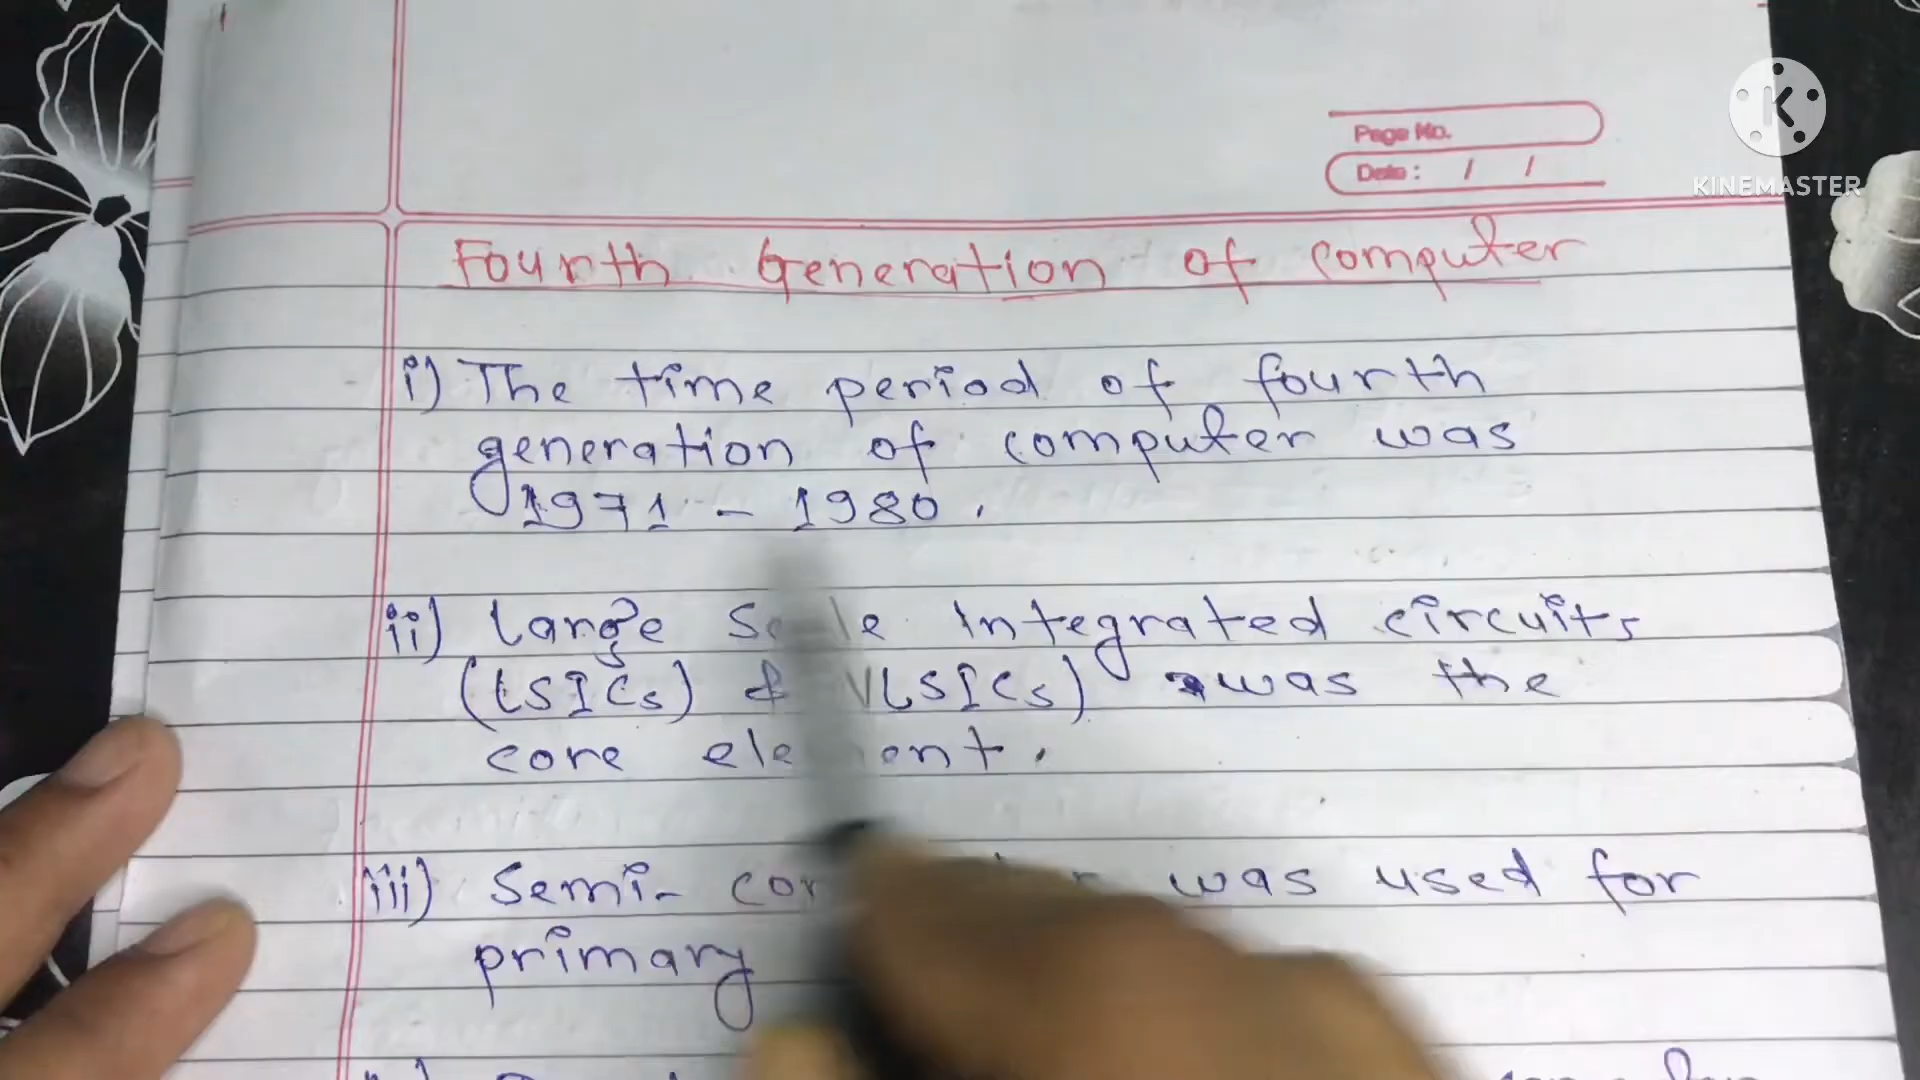 Page No.
Date: / /
KINEMASTER
Fourth Generation of computer
i) The time period of fourth
generation of computer was
1971 - 1980.
ii) Large Scale Integrated circuits
(LSICs) & VLSICs) was the
core element.
iii) Semi- was used for
primary